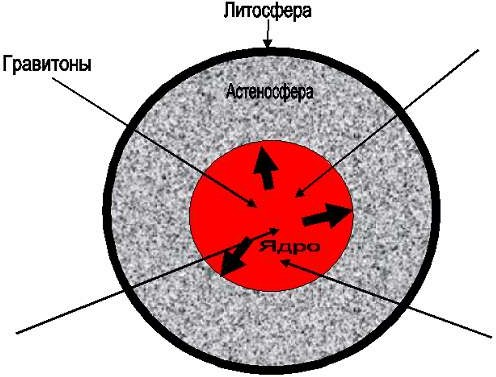 Литосфера
Гравитоны
Астеносфера
Ядро